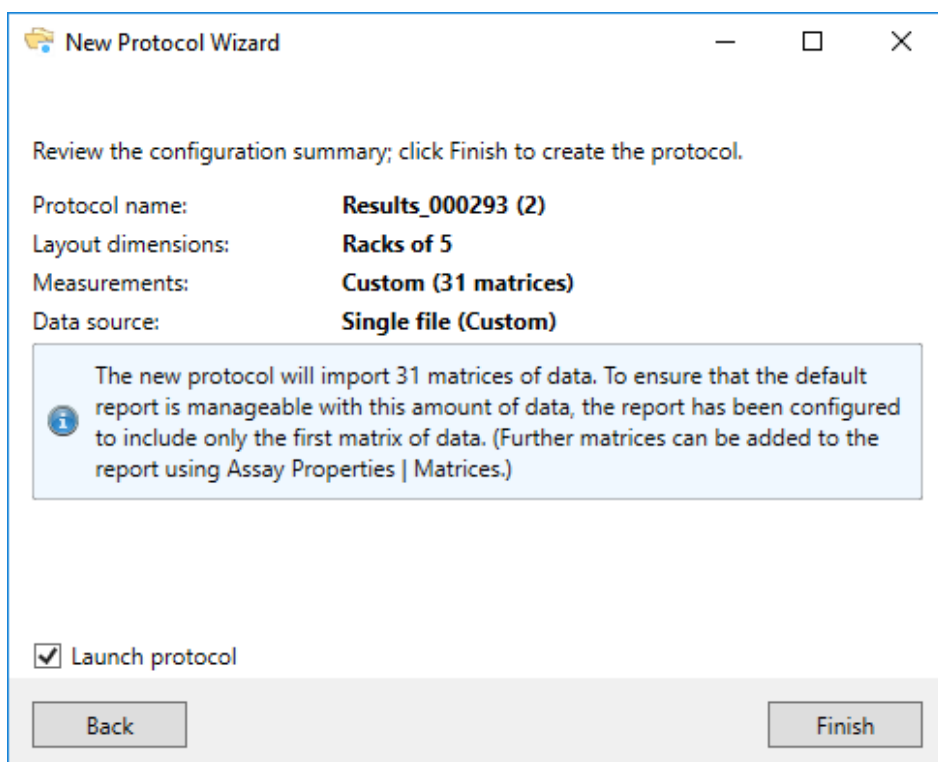 New Protocol Wizard
Review the configuration summary; click Finish to create the protocol.
Protocol name: Results_000293 (2)
Layout dimensions: Racks of 5
Measurements: Custom (31 matrices)
Data source: Single file (Custom)
The new protocol will import 31 matrices of data. To ensure that the default
report is manageable with this amount of data, the report has been configured
to include only the first matrix of data. (Further matrices can be added to the
report using Assay Properties | Matrices.)
Launch protocol
Back Finish